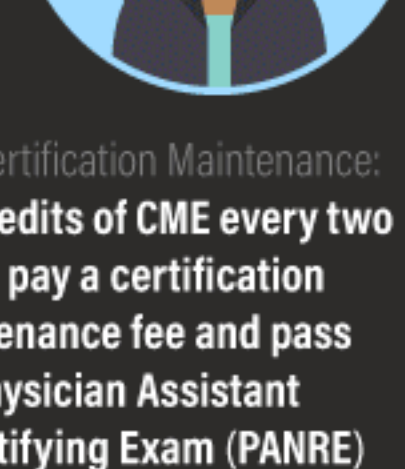 ertification Maintenance:
edits of CME every two
pay a certification
enance fee and pass
ysician Assistant
tifying Exam (PANRE)